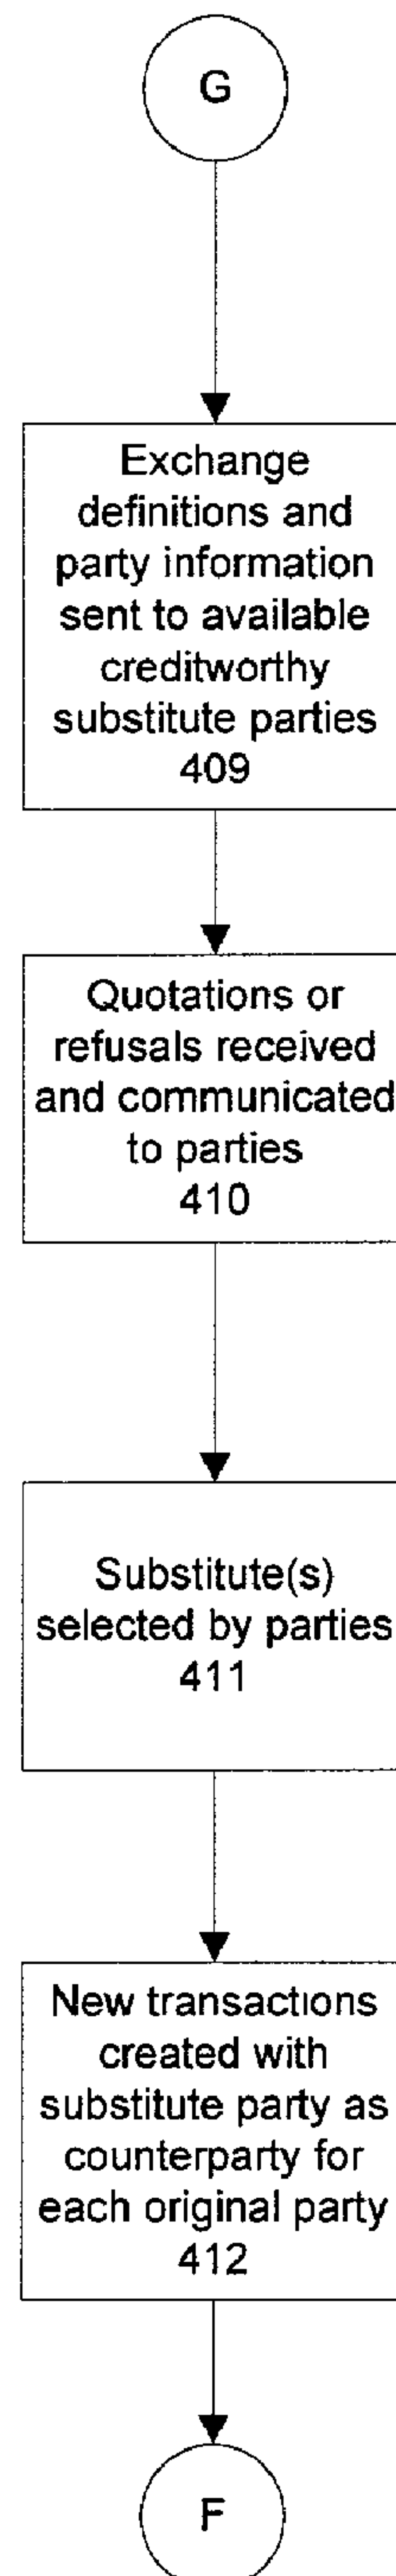 G
Exchange
definitions and
party information
sent to available
creditworthy
substitute parties
409
Quotations or
refusals received
and communicated
to parties
410
Substitute(s)
selected by parties
411
New transactions
created with
substitute party as
counterparty for
each original party
412
F